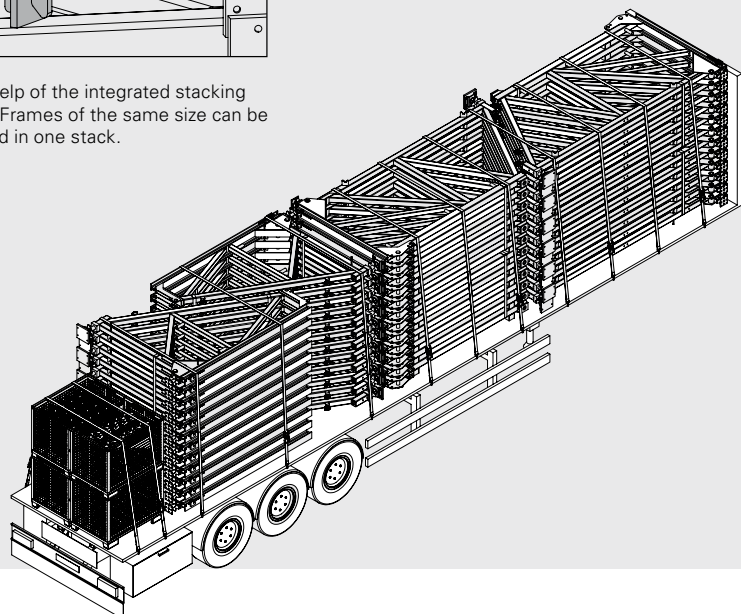 elp of the integrated stacking
Frames of the same size can be
d in one stack.